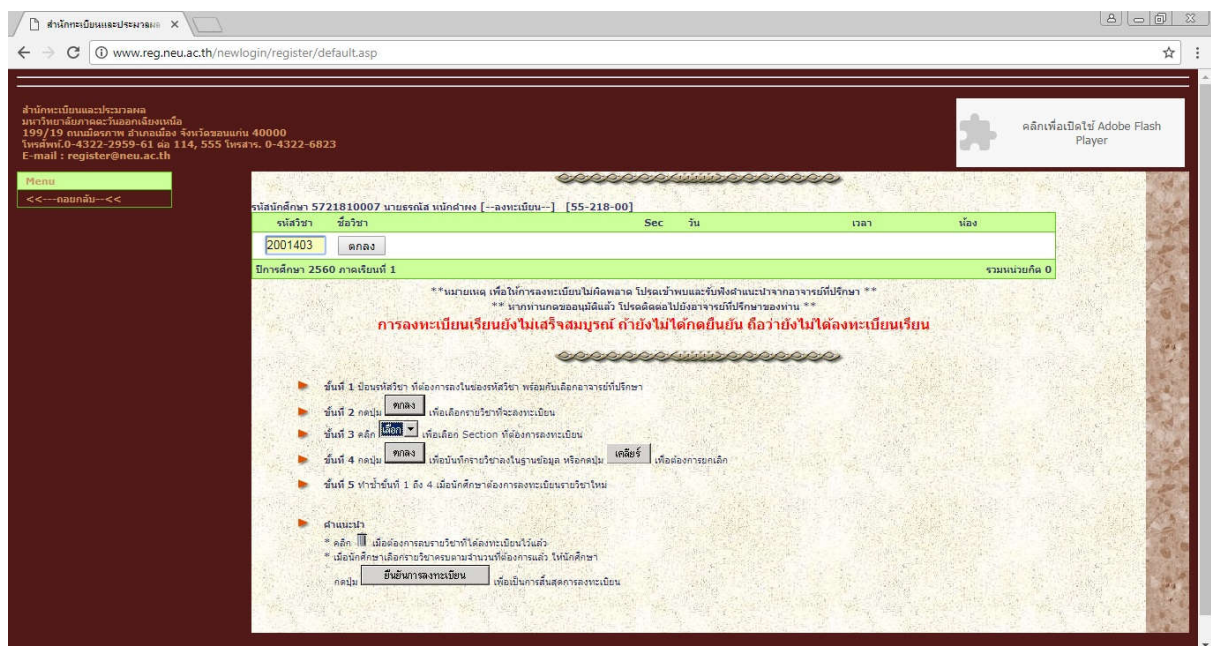 สำนักทะเบียนและประมวลผล
www.reg.neu.ac.th/newlogin/register/default.asp
สำนักทะเบียนและประมวลผล
มหาวิทยาลัยภาคตะวันออกเฉียงเหนือ
199/19 ถนนมิตรภาพ อำเภอเมือง จังหวัดขอนแก่น 40000
โทรศัพท์.0-4322-2959-61 ต่อ 114, 555 โทรสาร. 0-4322-6823
E-mail : register@neu.ac.th
คลิกเพื่อเปิดใช้ Adobe Flash
Player
Menu
<<---ถอยกลับ--<<
รหัสนักศึกษา 5721810007 นายธรณัส [--ลงทะเบียน--] [55-218-00]
รหัสวิชา ชื่อวิชา Sec วัน เวลา ห้อง
2001403 ตกลง
ปีการศึกษา 2560 ภาคเรียนที่ 1 รวมหน่วยกิต 0
**หมายเหตุ เพื่อให้การลงทะเบียนไม่ผิดพลาด โปรดเข้าพบและรับฟังคำแนะนำจากอาจารย์ที่ปรึกษา **
** หากท่านกดขออนุมัติแล้ว โปรดติดต่อไปยังอาจารย์ที่ปรึกษาของท่าน **
การลงทะเบียนเรียนยังไม่เสร็จสมบูรณ์ ถ้ายังไม่ได้กดยืนยัน ถือว่ายังไม่ได้ลงทะเบียนเรียน
ขั้นที่ 1 ป้อนรหัสวิชา ที่ต้องการลงในช่องรหัสวิชา พร้อมกับเลือกอาจารย์ที่ปรึกษา
ขั้นที่ 2 กดปุ่ม ตกลง เพื่อเลือกรายวิชาที่จะลงทะเบียน
ขั้นที่ 3 คลิก เลือก เพื่อเลือก Section ที่ต้องการลงทะเบียน
ขั้นที่ 4 กดปุ่ม ตกลง เพื่อบันทึกรายวิชาลงในฐานข้อมูล หรือกดปุ่ม เคลียร์ เพื่อต้องการยกเลิก
ขั้นที่ 5 ทำซ้ำขั้นที่ 1 ถึง 4 เมื่อนักศึกษาต้องการลงทะเบียนรายวิชาใหม่
คำแนะนำ
* คลิก เมื่อต้องการลบรายวิชาที่ได้ลงทะเบียนไว้แล้ว
* เมื่อนักศึกษาเลือกรายวิชาครบตามจำนวนที่ต้องการแล้ว ให้นักศึกษา
กดปุ่ม ยืนยันการลงทะเบียน เพื่อเป็นการสิ้นสุดการลงทะเบียน